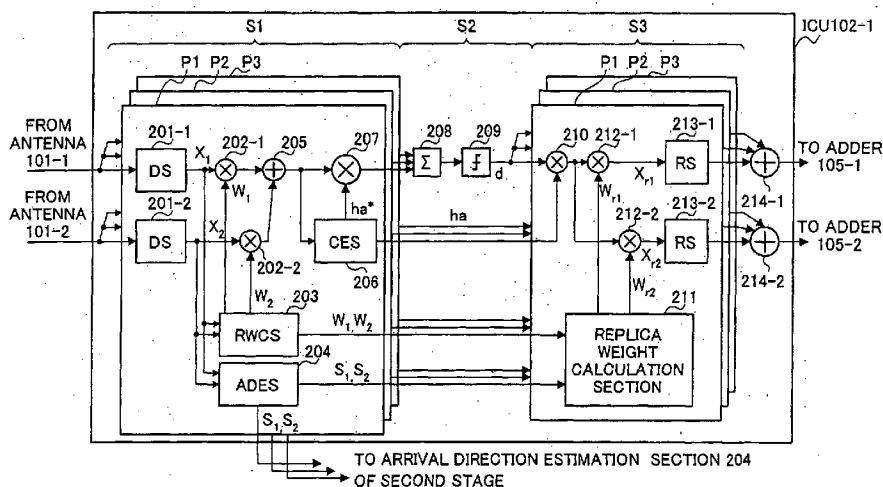 S1 S2 S3 ICU102-1
P1 P2 P3 P1 P2 P3
FROM ANTENNA 101-1
FROM ANTENNA 101-2
201-1
DS
X1
202-1
W1
205
207
208
Σ
209
d
210
212-1
Xr1
213-1
RS
TO ADDER 105-1
214-1
201-2
DS
X2
202-2
W2
ha*
CES
206
ha
Wr1
212-2
Xr2
213-2
RS
TO ADDER 105-2
214-2
Wr2
203
RWCS
W1,W2
211
REPLICA
WEIGHT
CALCULATION
SECTION
204
ADES
S1,S2
S1,S2
TO ARRIVAL DIRECTION ESTIMATION SECTION 204
OF SECOND STAGE